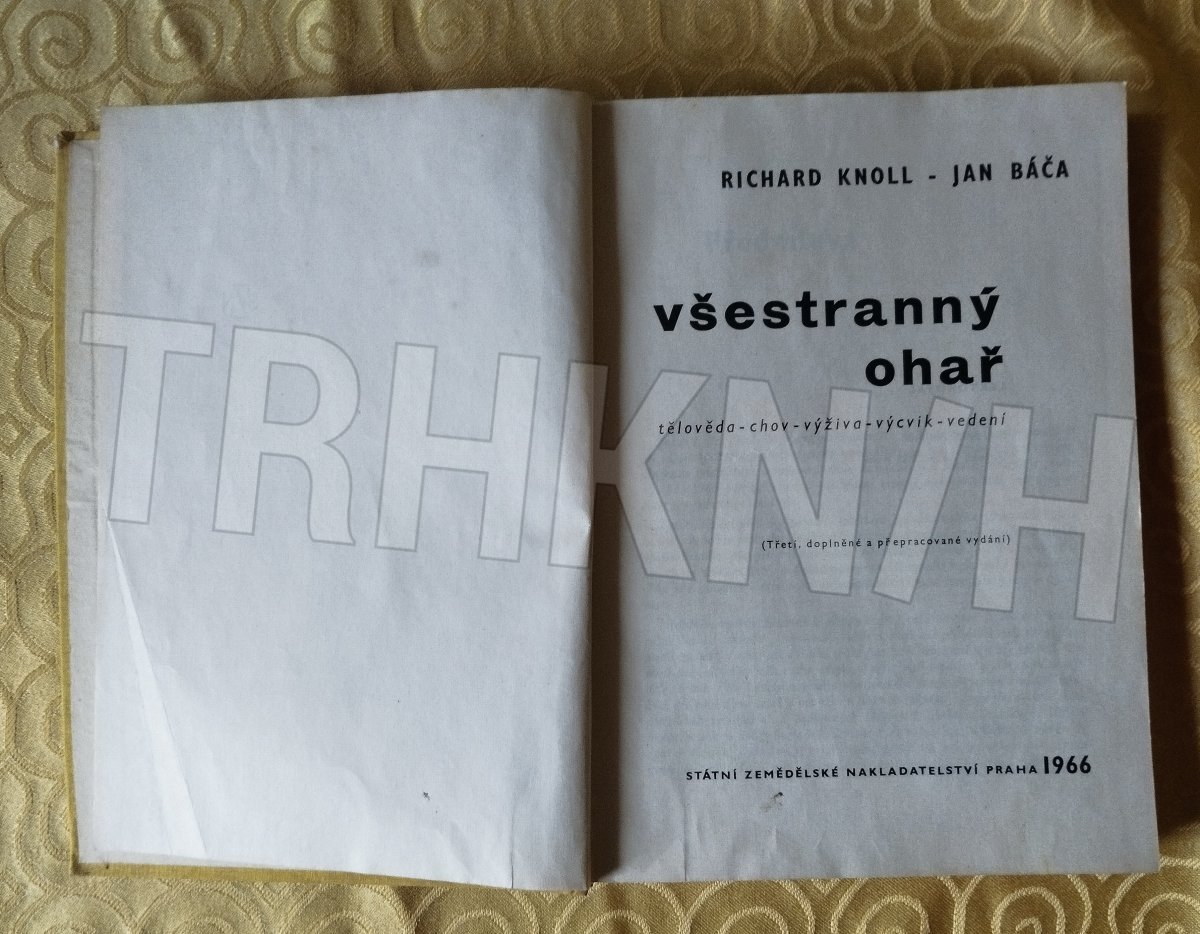 RICHARD KNOLL - JAN BÁČA
všestranný
ohař
tělověda-chov-výživa-výcvik-vedení
(Třetí, doplněné a přepracované vydání)
STÁTNÍ ZEMĚDĚLSKÉ NAKLADATELSTVÍ PRAHA 1966
TRHKN/H